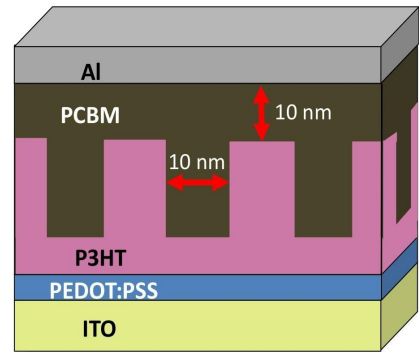 Al
PCBM
10 nm
10 nm
P3HT
PEDOT:PSS
ITO